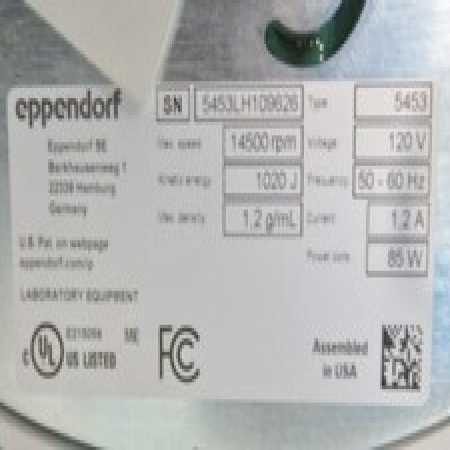 eppendorf
SN 5453LH109626 Type 5453
Max. speed 14500 rpm Voltage 120 V
Kinetic energy 1020 J Frequency 50 - 60 Hz
Max. density 1.2 g/mL Current 1.2 A
Power cons. 85 W
Eppendorf SE
Barkhausenweg 1
22339 Hamburg
Germany
U.S. Pat. on webpage
eppendorf.com/ip
LABORATORY EQUIPMENT
C UL US LISTED
FC
Assembled
in USA